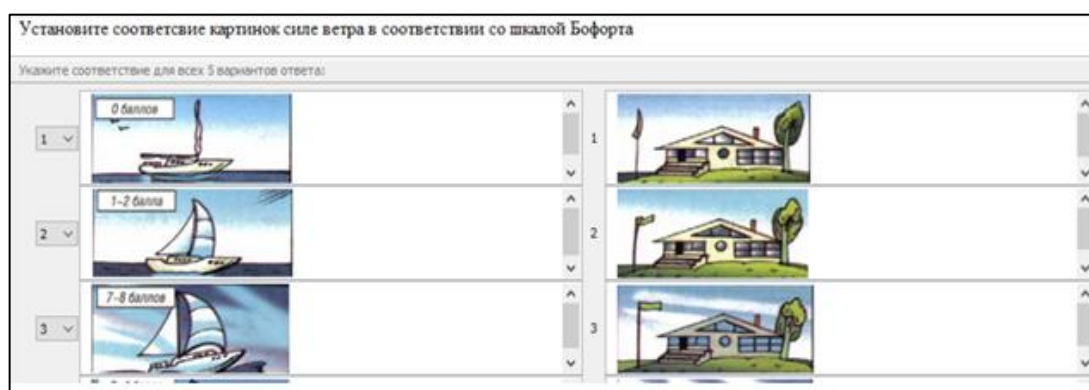 Установите соответсвие картинок силе ветра в соответствии со шкалой Бофорта
Укажите соответствие для всех 5 вариантов ответа:
0 баллов
1
1
1-2 балла
2
2
7-8 баллов
3
3